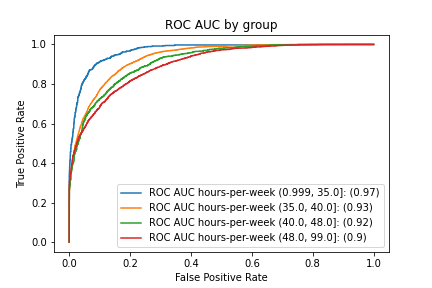 ROC AUC by group
True Positive Rate
1.0
0.8
0.6
0.4
0.2
0.0
ROC AUC hours-per-week (0.999, 35.0]: (0.97)
ROC AUC hours-per-week (35.0, 40.0]: (0.93)
ROC AUC hours-per-week (40.0, 48.0]: (0.92)
ROC AUC hours-per-week (48.0, 99.0]: (0.9)
0.0 0.2 0.4 0.6 0.8 1.0
False Positive Rate